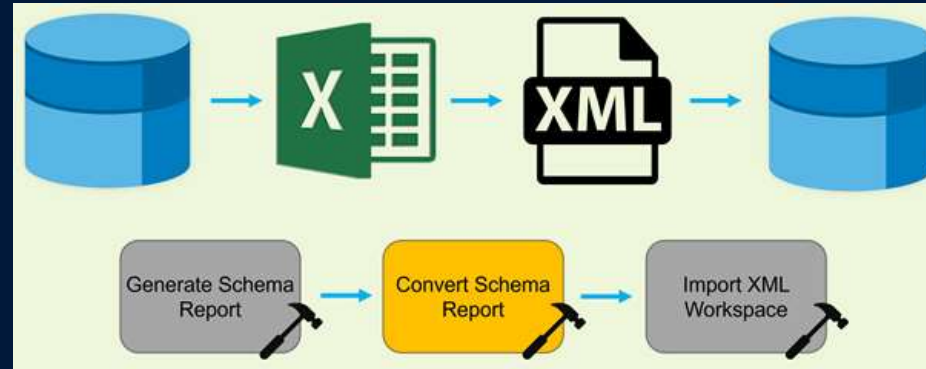 X
XML
Generate Schema
Report
Convert Schema
Report
Import XML
Workspace